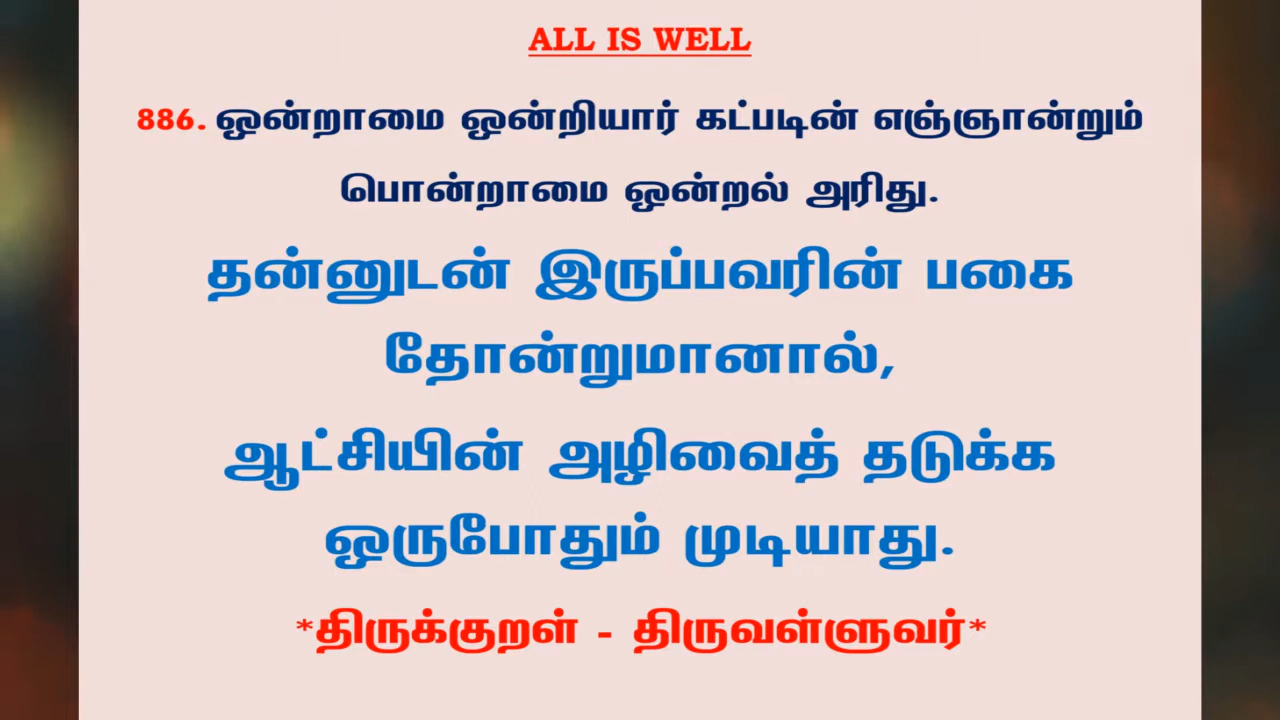 ALL IS WELL
886. ஒன்றாமை ஒன்றியார் கட்படின் எஞ்ஞான்றும்
பொன்றாமை ஒன்றல் அரிது.
தன்னுடன் இருப்பவரின் பகை
தோன்றுமானால்,
ஆட்சியின் அழிவைத் தடுக்க
ஒருபோதும் முடியாது.
*திருக்குறள் - திருவள்ளுவர்*